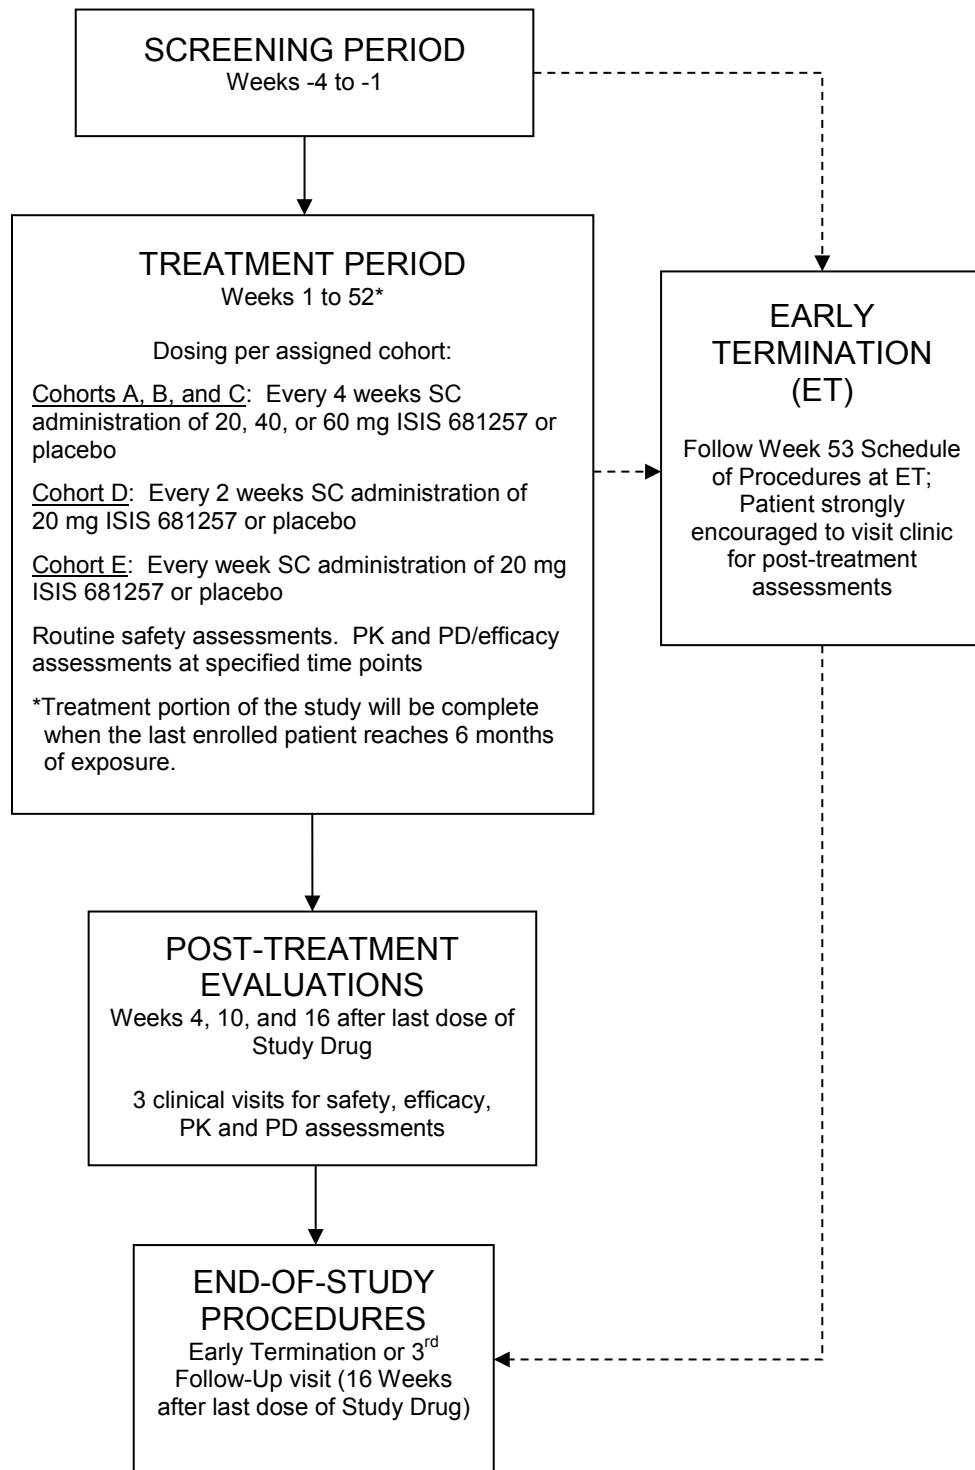 SCREENING PERIOD
Weeks -4 to -1
TREATMENT PERIOD
Weeks 1 to 52*
Dosing per assigned cohort:
Cohorts A, B, and C: Every 4 weeks SC
administration of 20, 40, or 60 mg ISIS 681257 or
placebo
Cohort D: Every 2 weeks SC administration of
20 mg ISIS 681257 or placebo
Cohort E: Every week SC administration of 20 mg
ISIS 681257 or placebo
Routine safety assessments. PK and PD/efficacy
assessments at specified time points
*Treatment portion of the study will be complete
when the last enrolled patient reaches 6 months
of exposure.
EARLY
TERMINATION
(ET)
Follow Week 53 Schedule
of Procedures at ET;
Patient strongly
encouraged to visit clinic
for post-treatment
assessments
POST-TREATMENT
EVALUATIONS
Weeks 4, 10, and 16 after last dose of
Study Drug
3 clinical visits for safety, efficacy,
PK and PD assessments
END-OF-STUDY
PROCEDURES
Early Termination or 3rd
Follow-Up visit (16 Weeks
after last dose of Study Drug)